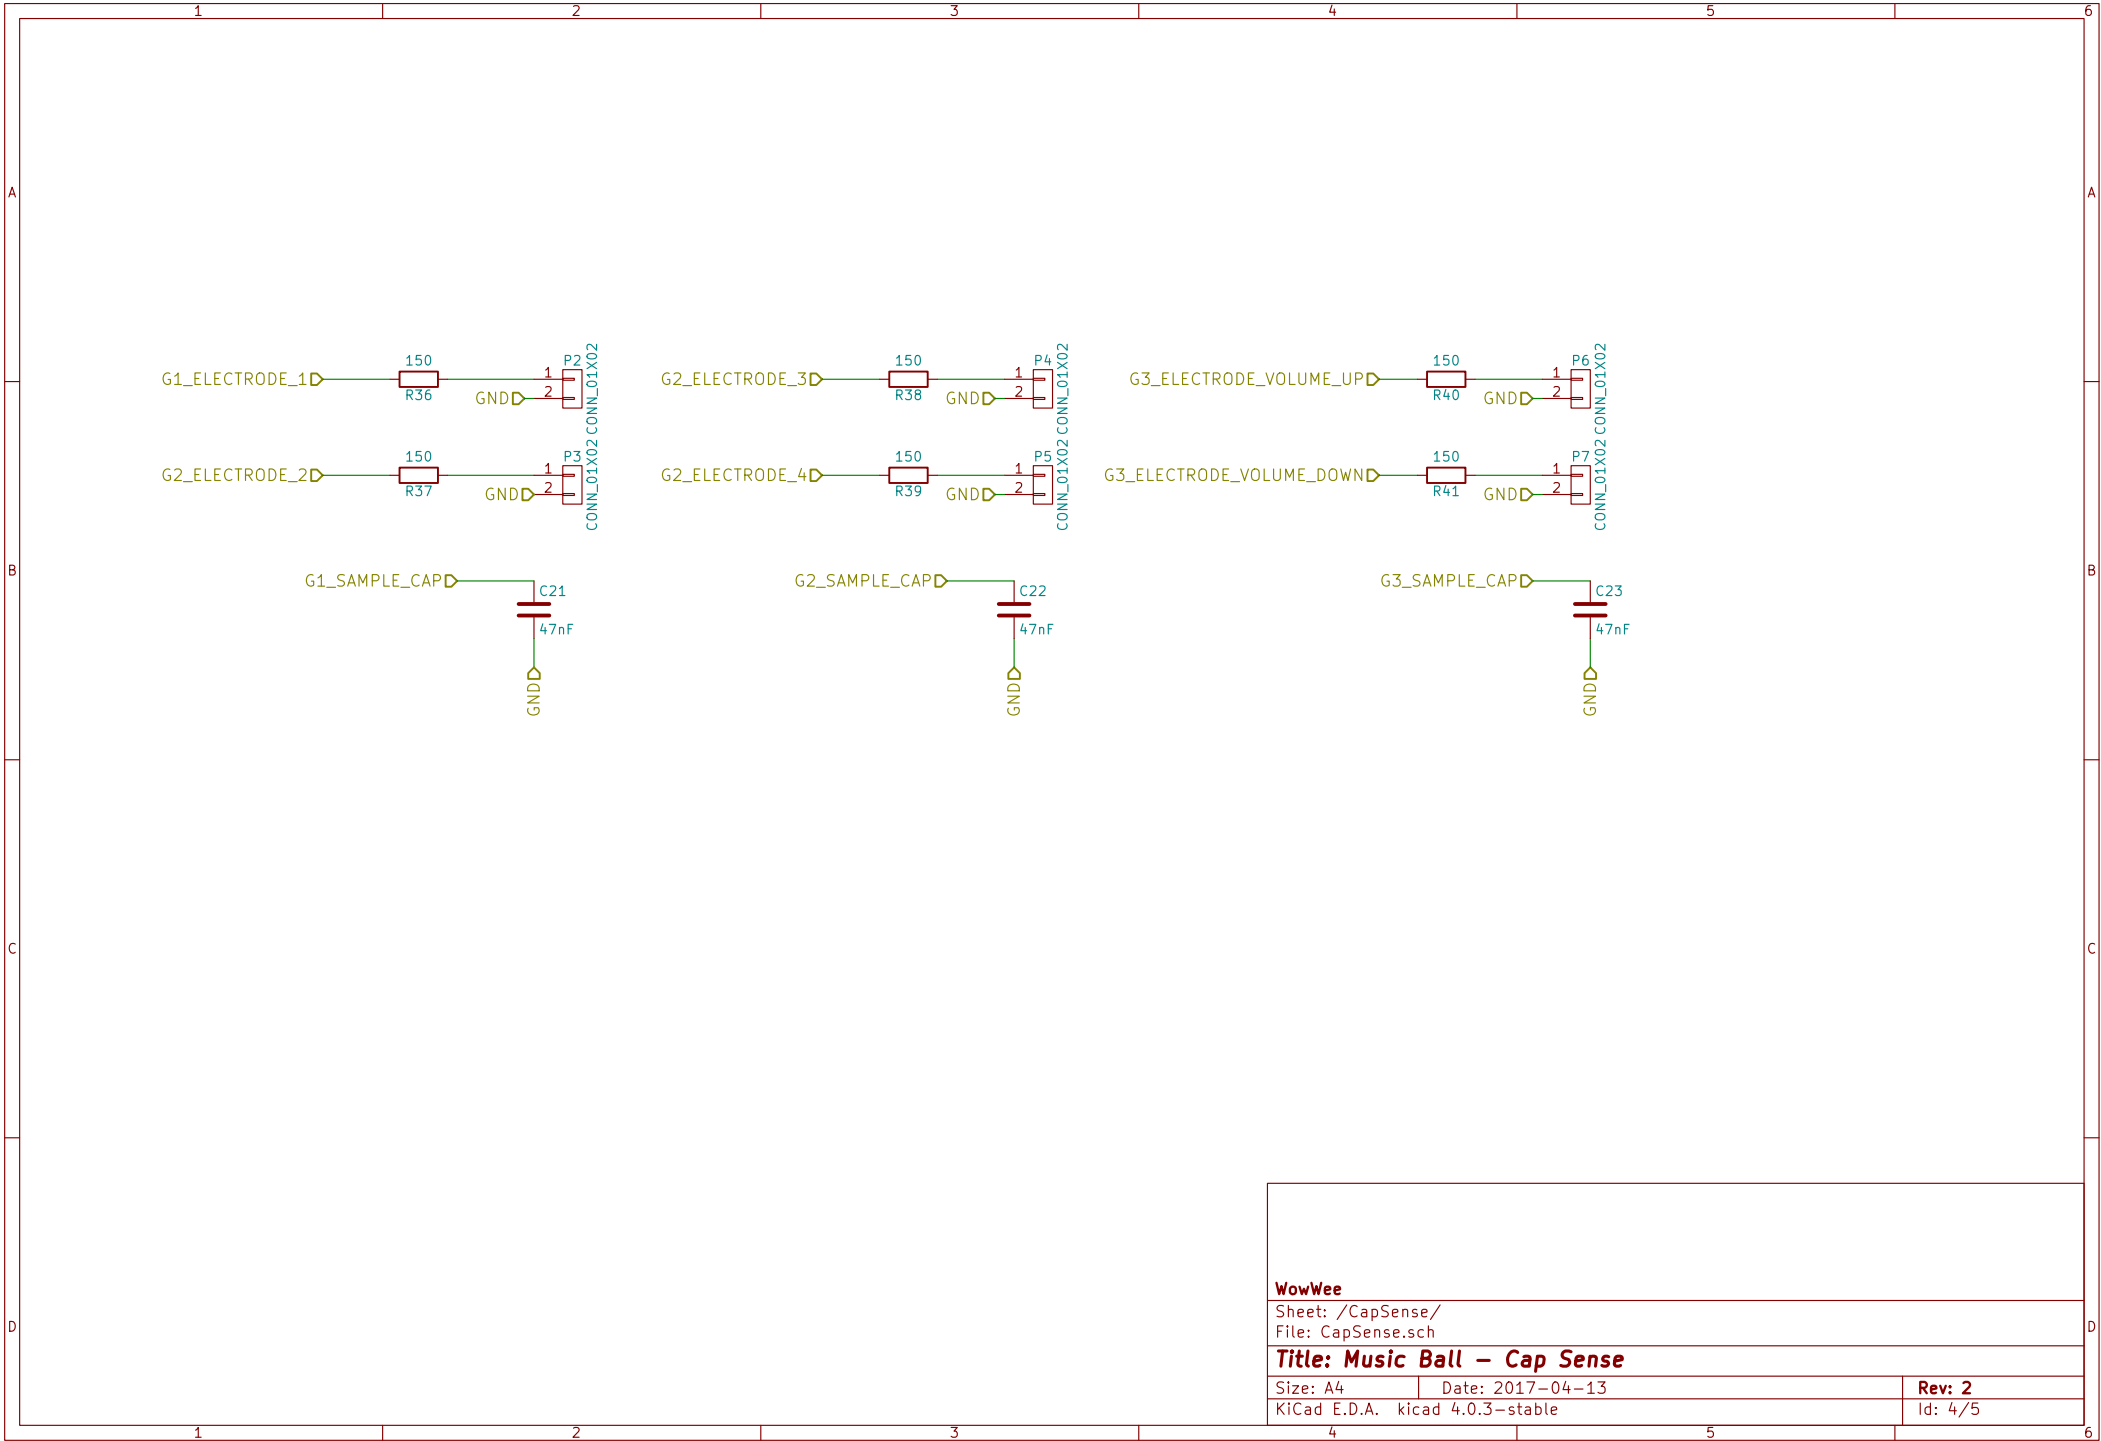 1 2 3 4 5 6
A A
150 P2 CONN_01X02
G1_ELECTRODE_1 R36 1
GND 2
150 P4 CONN_01X02
G2_ELECTRODE_3 R38 1
GND 2
150 P6 CONN_01X02
G3_ELECTRODE_VOLUME_UP R40 1
GND 2
150 P3 CONN_01X02
G2_ELECTRODE_2 R37 1
GND 2
150 P5 CONN_01X02
G2_ELECTRODE_4 R39 1
GND 2
150 P7 CONN_01X02
G3_ELECTRODE_VOLUME_DOWN R41 1
GND 2
B B
G1_SAMPLE_CAP C21
47nF
GND
G2_SAMPLE_CAP C22
47nF
GND
G3_SAMPLE_CAP C23
47nF
GND
C C
D D
WowWee
Sheet: /CapSense/
File: CapSense.sch
Title: Music Ball – Cap Sense
Size: A4 Date: 2017-04-13 Rev: 2
KiCad E.D.A. kicad 4.0.3-stable Id: 4/5
1 2 3 4 5 6